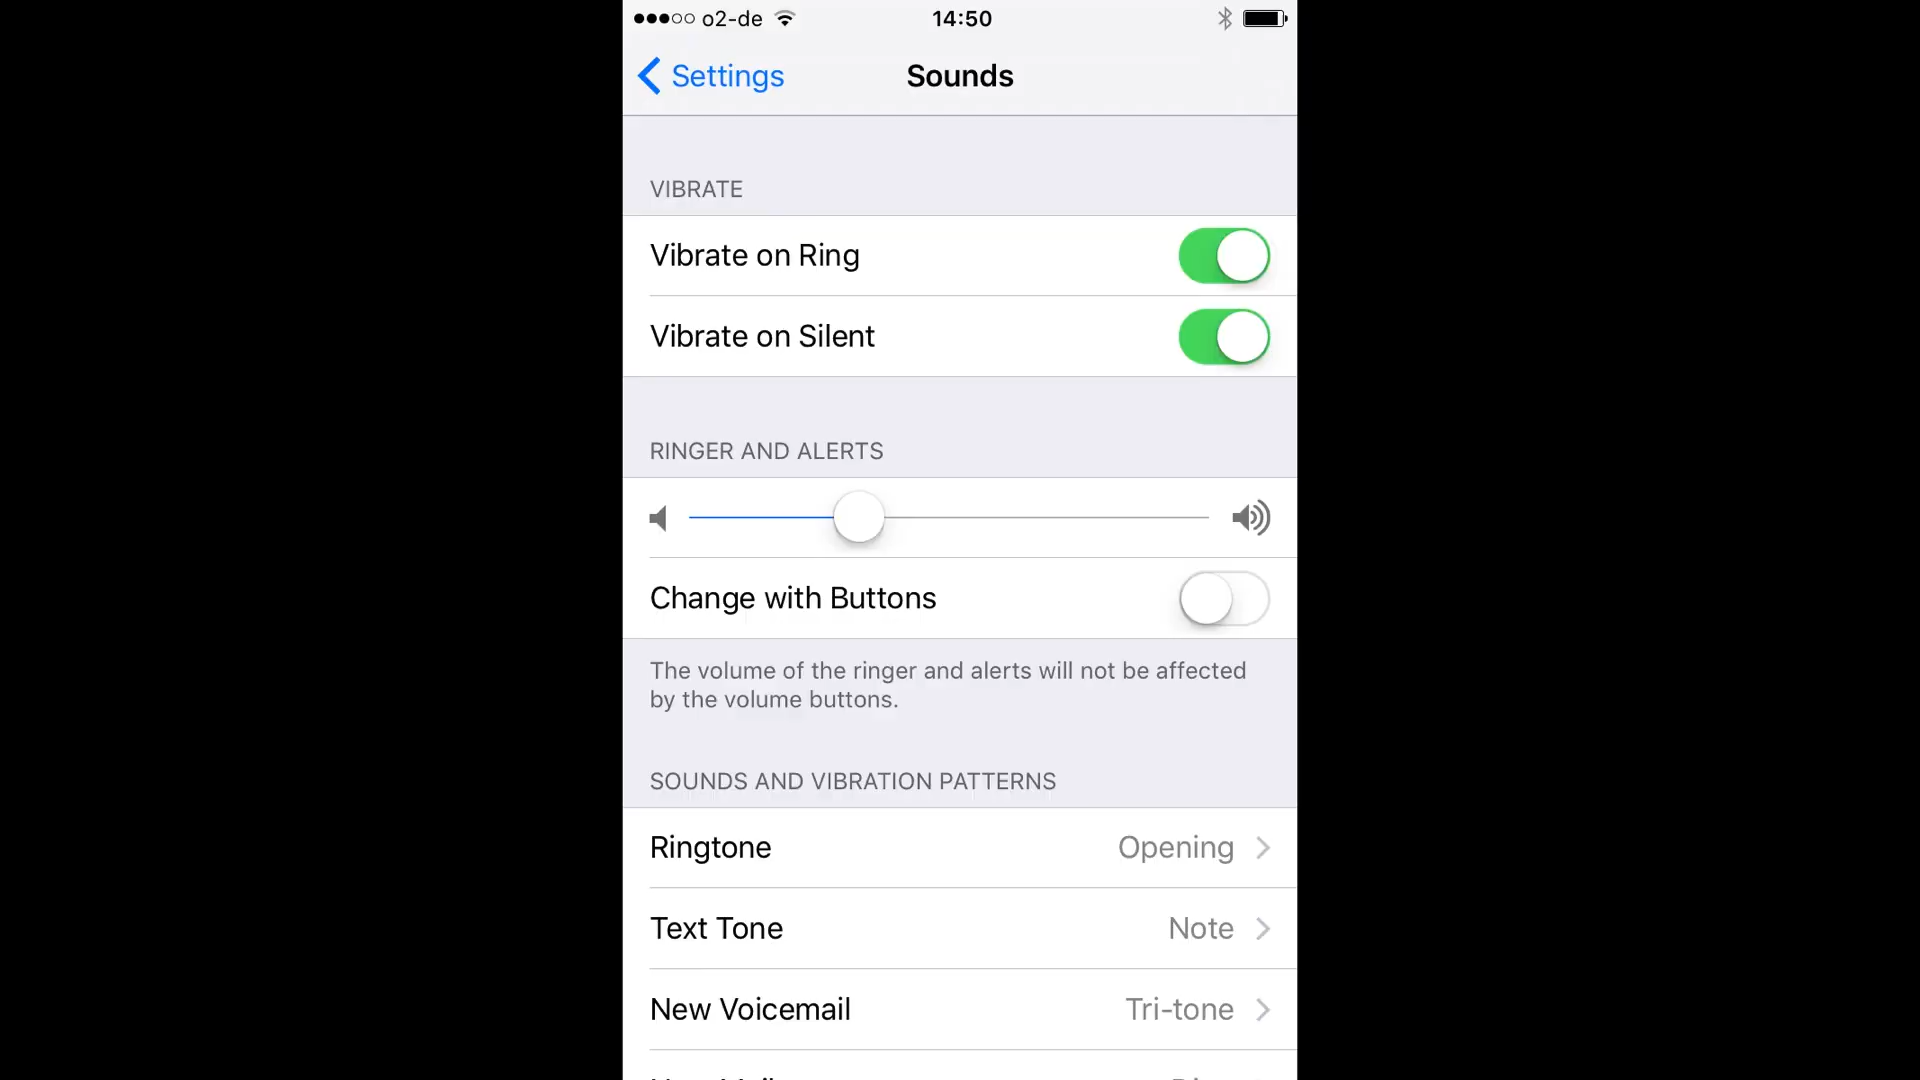 o2-de 14:50
Settings Sounds
VIBRATE
Vibrate on Ring
Vibrate on Silent
RINGER AND ALERTS
Change with Buttons
The volume of the ringer and alerts will not be affected
by the volume buttons.
SOUNDS AND VIBRATION PATTERNS
Ringtone Opening
Text Tone Note
New Voicemail Tri-tone